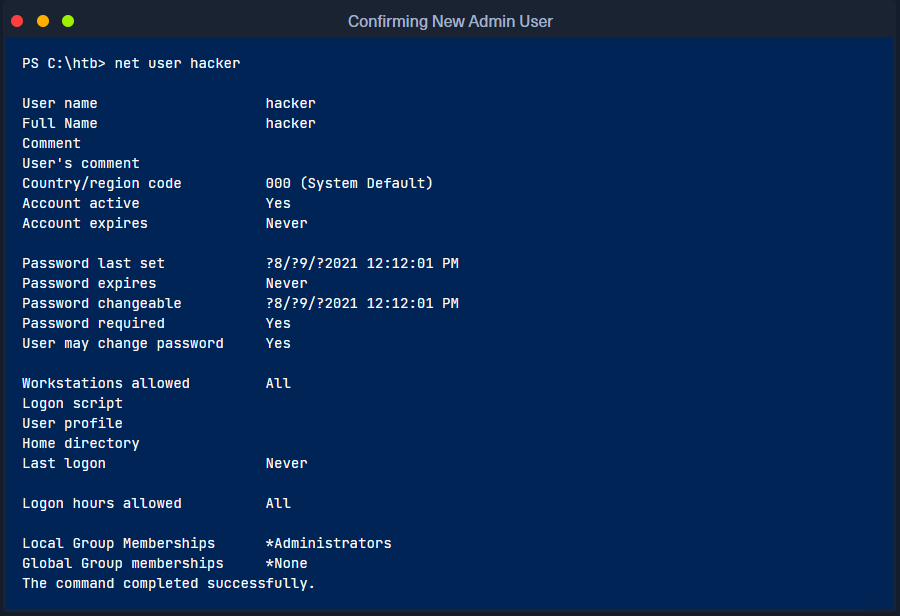 Confirming New Admin User
PS C:\htb> net user hacker
User name                    hacker
Full Name                    hacker
Comment
User's comment
Country/region code          000 (System Default)
Account active               Yes
Account expires              Never
Password last set            ?8/?9/?2021 12:12:01 PM
Password expires             Never
Password changeable          ?8/?9/?2021 12:12:01 PM
Password required            Yes
User may change password     Yes
Workstations allowed         All
Logon script
User profile
Home directory
Last logon                   Never
Logon hours allowed          All
Local Group Memberships      *Administrators
Global Group memberships     *None
The command completed successfully.